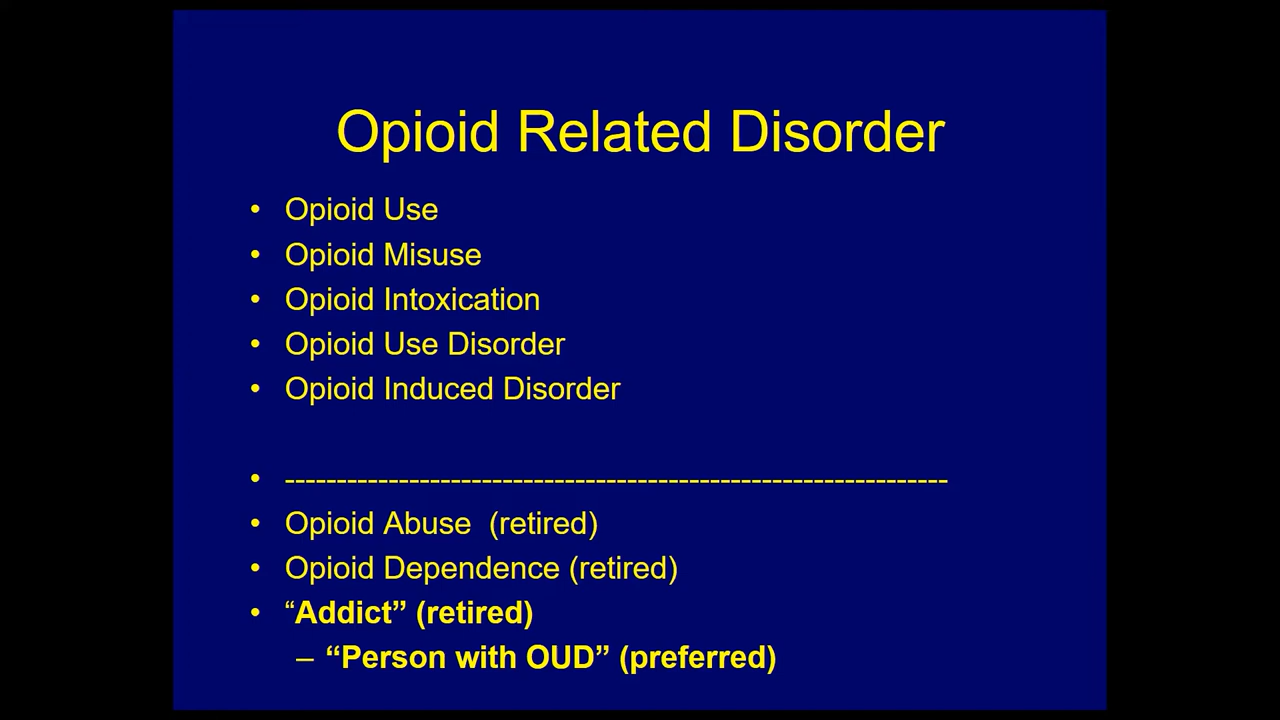 Opioid Related Disorder
• Opioid Use
• Opioid Misuse
• Opioid Intoxication
• Opioid Use Disorder
• Opioid Induced Disorder
• ----------------------------------------------------------------
• Opioid Abuse  (retired)
• Opioid Dependence (retired)
• “Addict” (retired)
– “Person with OUD” (preferred)